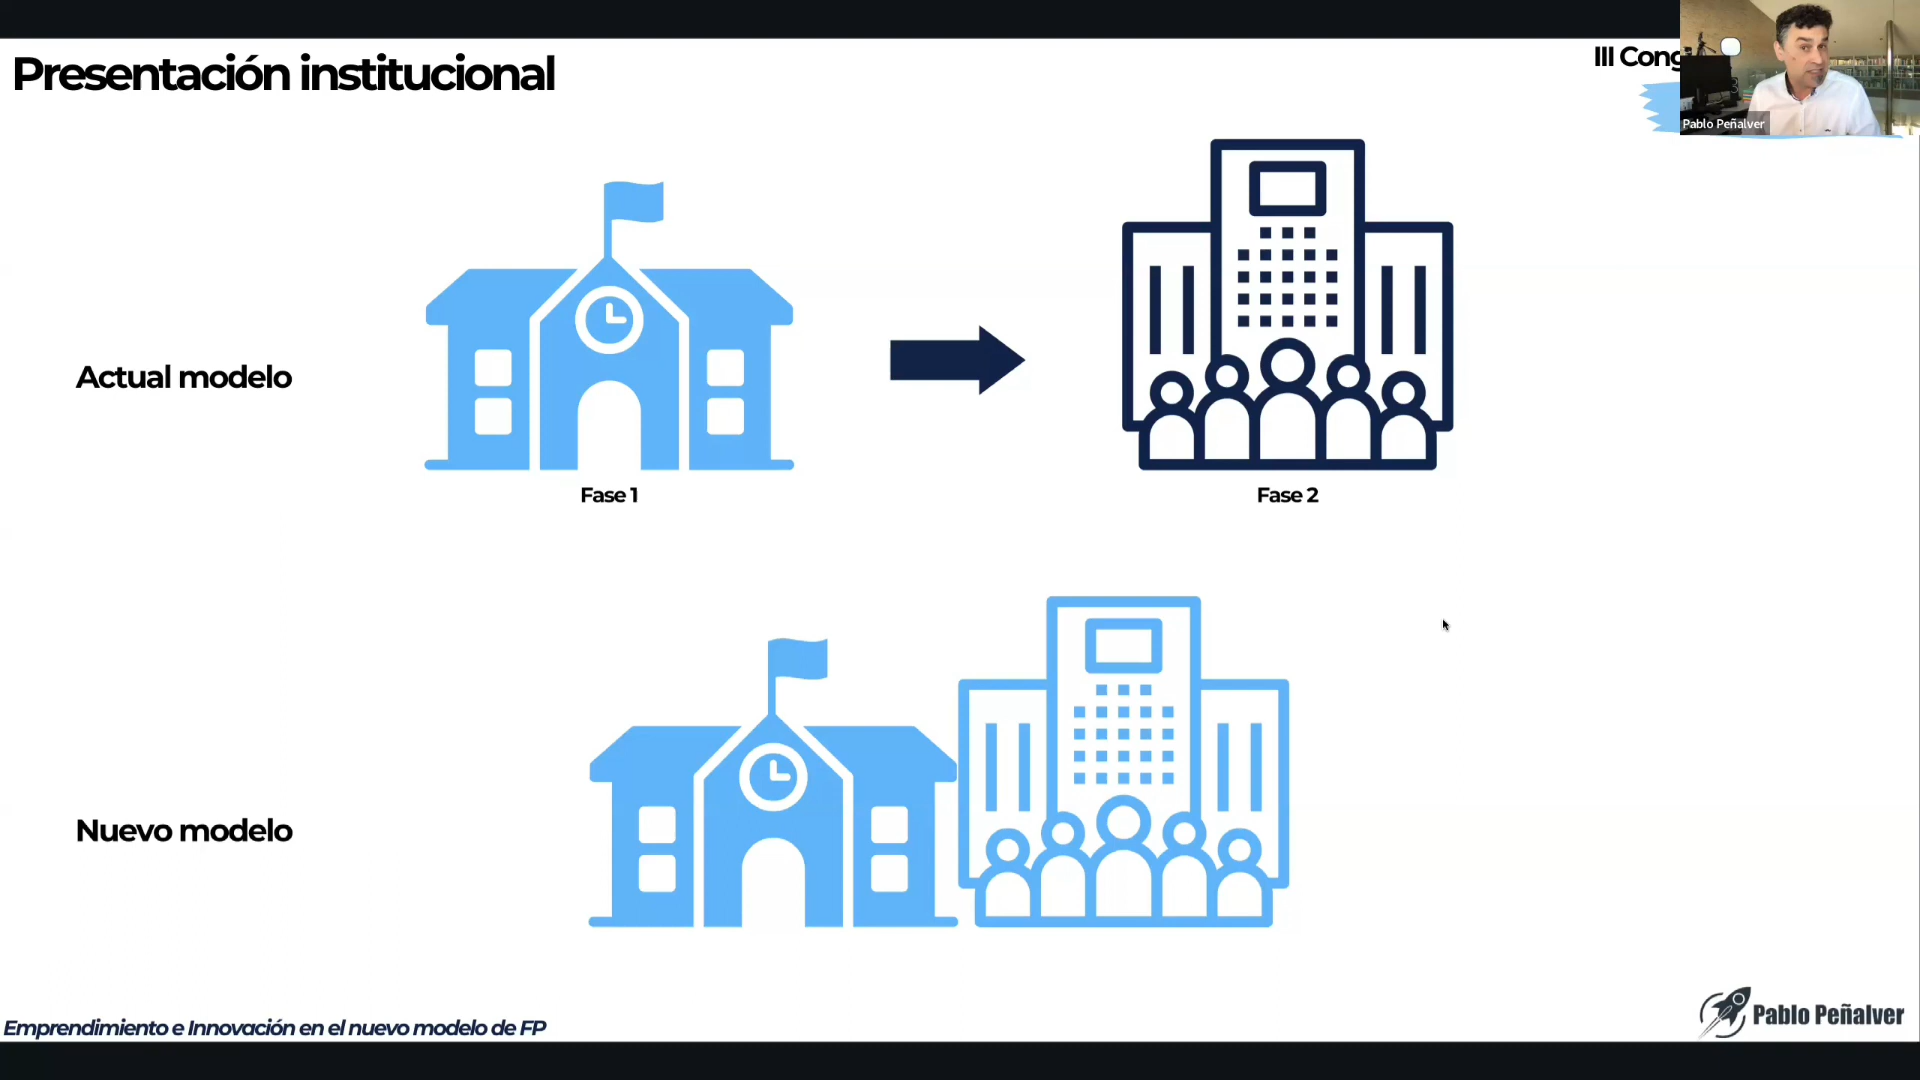 Presentación institucional
III Cong
Pablo Peñalver
Actual modelo
Fase 1
Fase 2
Nuevo modelo
Emprendimiento e Innovación en el nuevo modelo de FP
Pablo Peñalver